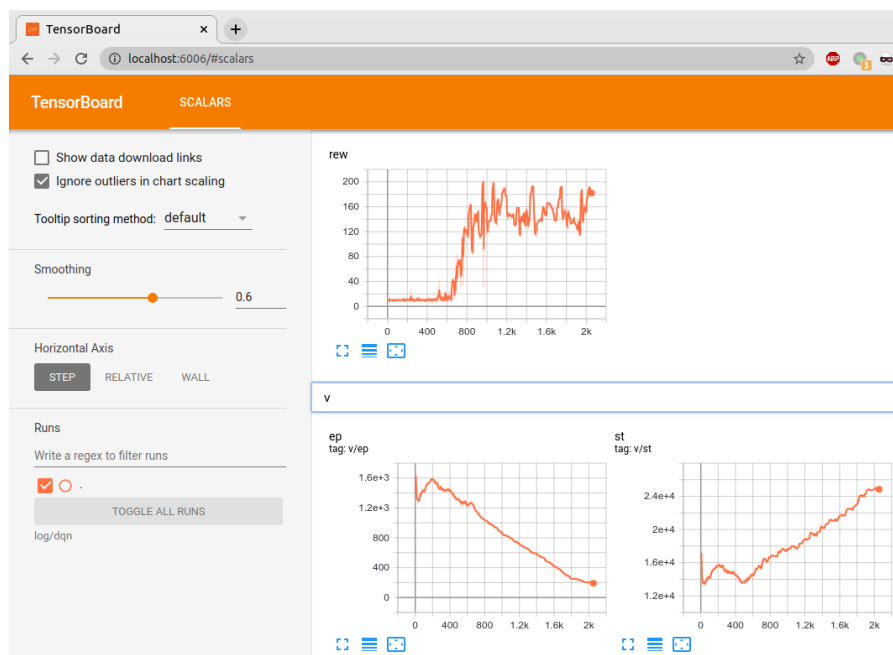 TensorBoard
localhost:6006/#scalars
ABP
3
TensorBoard
SCALARS
Show data download links
Ignore outliers in chart scaling
Tooltip sorting method: default
Smoothing
0.6
Horizontal Axis
STEP RELATIVE WALL
Runs
Write a regex to filter runs
.
TOGGLE ALL RUNS
log/dqn
rew
200
160
120
80
40
0
0 400 800 1.2k 1.6k 2k
v
ep
tag: v/ep
1.6e+3
1.2e+3
800
400
0
0 400 800 1.2k 1.6k 2k
st
tag: v/st
2.4e+4
2e+4
1.6e+4
1.2e+4
0 400 800 1.2k 1.6k 2k